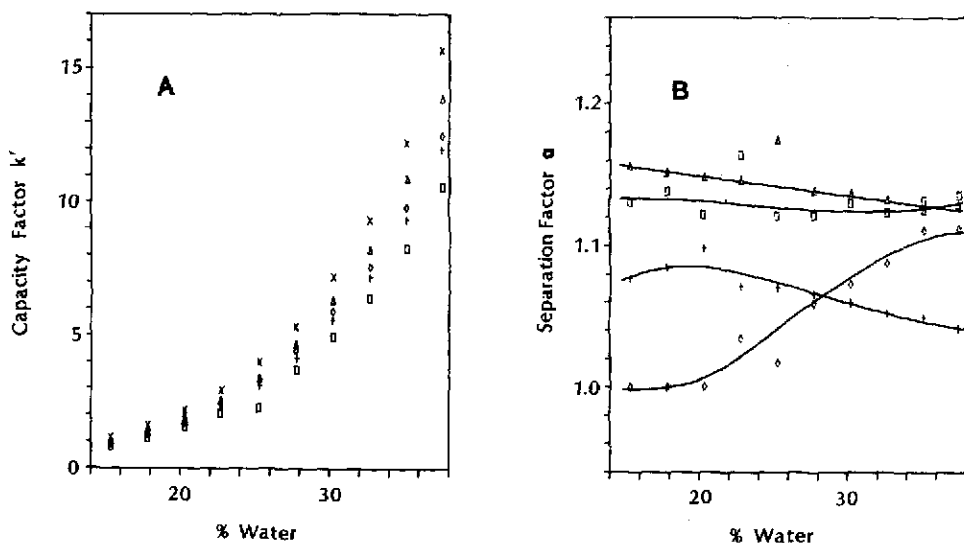 A
Capacity Factor k′
15
10
5
0
20
30
% Water
B
Separation Factor α
1.2
1.1
1.0
20
30
% Water